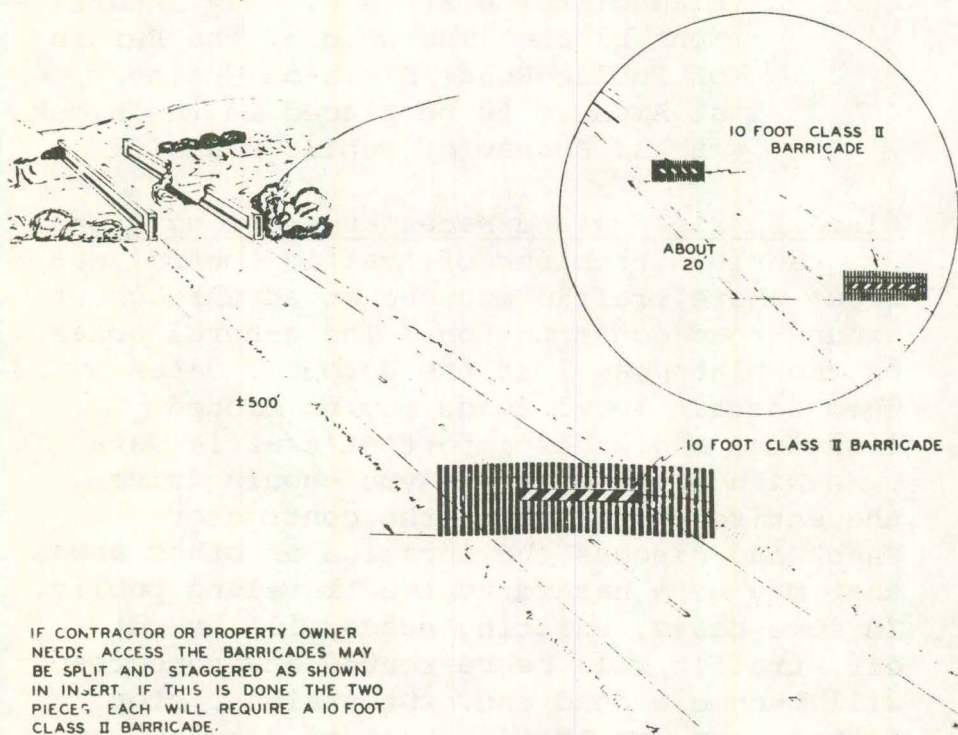 10 FOOT CLASS II
BARRICADE
ABOUT
20'
±500'
10 FOOT CLASS II BARRICADE
IF CONTRACTOR OR PROPERTY OWNER
NEEDS ACCESS THE BARRICADES MAY
BE SPLIT AND STAGGERED AS SHOWN
IN INSERT. IF THIS IS DONE THE TWO
PIECES EACH WILL REQUIRE A 10 FOOT
CLASS II BARRICADE.